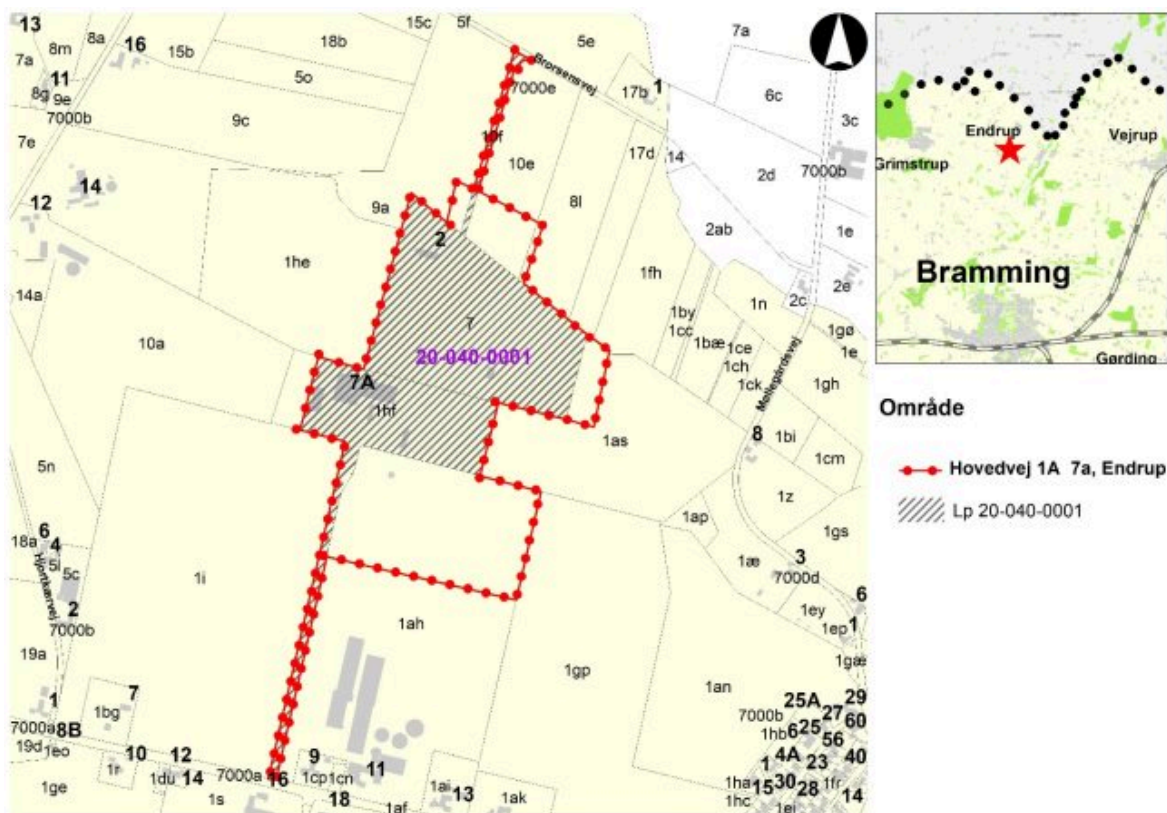 13
8m
8a
16
15b
15c
18b
5f
5e
7a
7a
11
8g
9e
7000b
5o
9c
7e
Brorsensvej
7000e
17b
1
6c
3c
10f
10e
17d
14
7000b
2d
14
12
9a
2
8l
2ab
1e
1he
1fh
2c
2e
14a
1n
1by
1cc
1bæ
1ce
1ch
1ck
1gø
1e
10a
7
20-040-0001
1gh
7A
1hf
Møllegårdsvej
1as
8
1bi
1cm
5n
1z
1ap
1gs
6
18a
4
5l
5c
Hjortkærvej
1i
1æ
3
7000d
2
7000b
6
1ey
1ep
1
19a
1ah
1gæ
1gp
1an
7
1bg
1
7000a
8B
19d
1eo
25A
29
7000b
27
60
1hb
6
25
56
10
1r
12
1du
14
7000a
16
9
1cp
1cn
11
4A
40
1
23
1ha
15
30
1fr
1ge
1s
18
1af
1ai
13
1ak
1hc
28
1ei
14
Endrup
Vejrup
Grimstrup
Bramming
Gørding
Område
Hovedvej 1A 7a, Endrup
Lp 20-040-0001